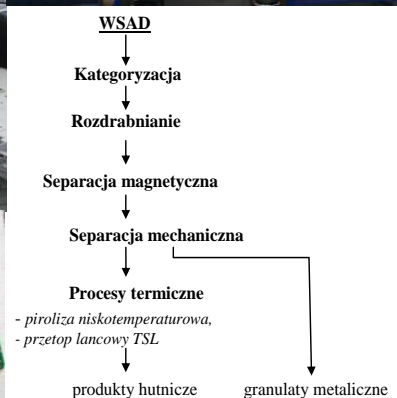 WSAD
Kategoryzacja
Rozdrabnianie
Separacja magnetyczna
Separacja mechaniczna
Procesy termiczne
- piroliza niskotemperaturowa,
- przetop lancowy TSL
produkty hutnicze granulaty metaliczne